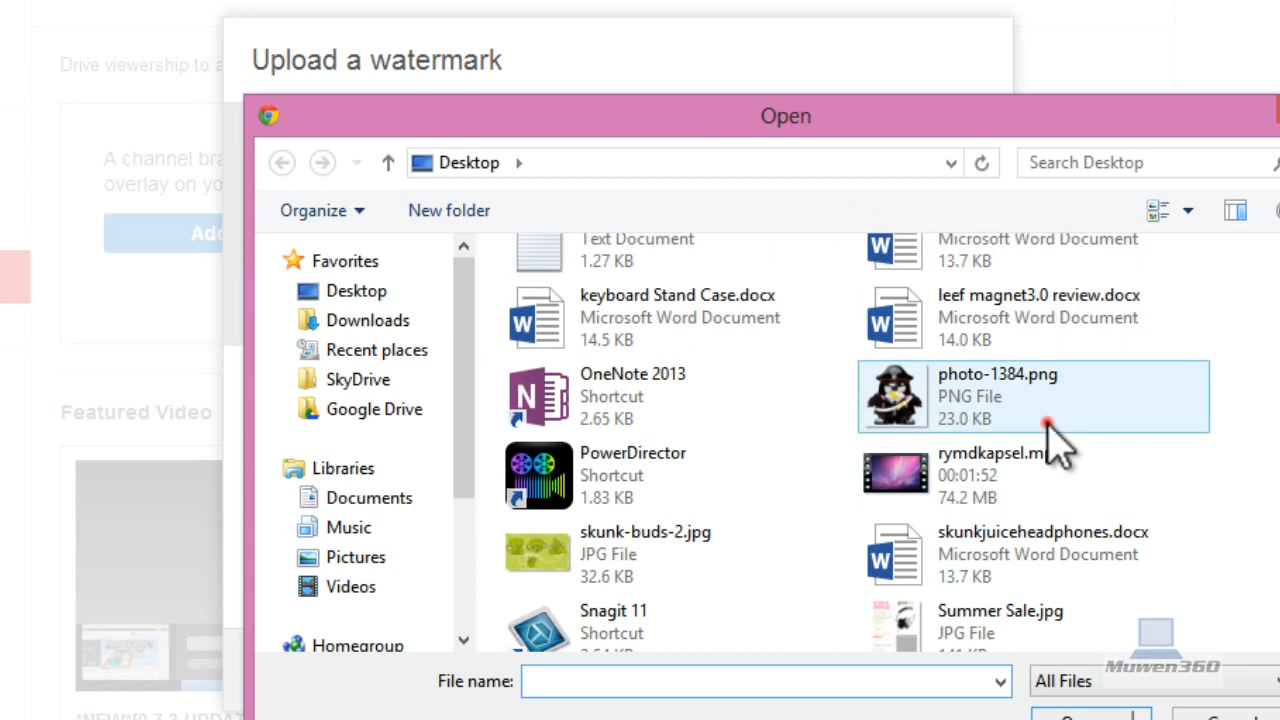 Upload a watermark
Drive viewership to a
Open
A channel bra
overlay on yo
Desktop
Search Desktop
Organize
New folder
Favorites
Desktop
Downloads
Recent places
SkyDrive
Google Drive
Libraries
Documents
Music
Pictures
Videos
Homegroup
Text Document
1.27 KB
Microsoft Word Document
13.7 KB
keyboard Stand Case.docx
Microsoft Word Document
14.5 KB
leef magnet3.0 review.docx
Microsoft Word Document
14.0 KB
OneNote 2013
Shortcut
2.65 KB
photo-1384.png
PNG File
23.0 KB
PowerDirector
Shortcut
1.83 KB
rymdkapsel.m
00:01:52
74.2 MB
skunk-buds-2.jpg
JPG File
32.6 KB
skunkjuiceheadphones.docx
Microsoft Word Document
13.7 KB
Snagit 11
Shortcut
Summer Sale.jpg
JPG File
Featured Video
File name:
All Files
Muwen360